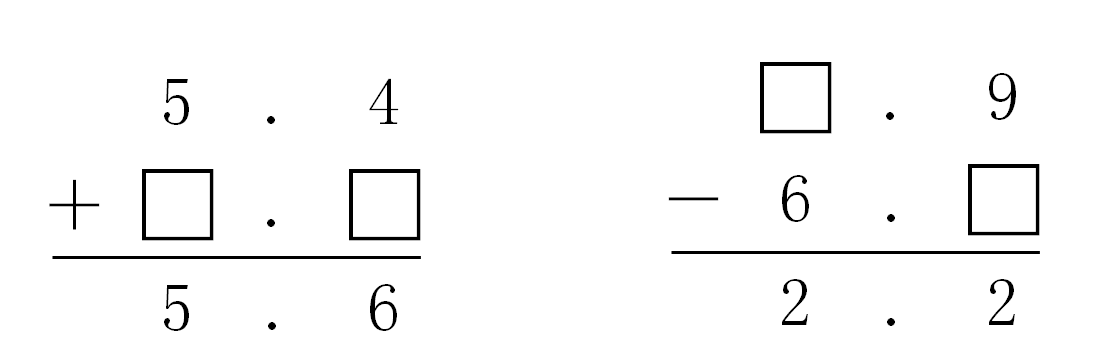 5 . 4
+ □ . □
5 . 6
□ . 9
− 6 . □
2 . 2